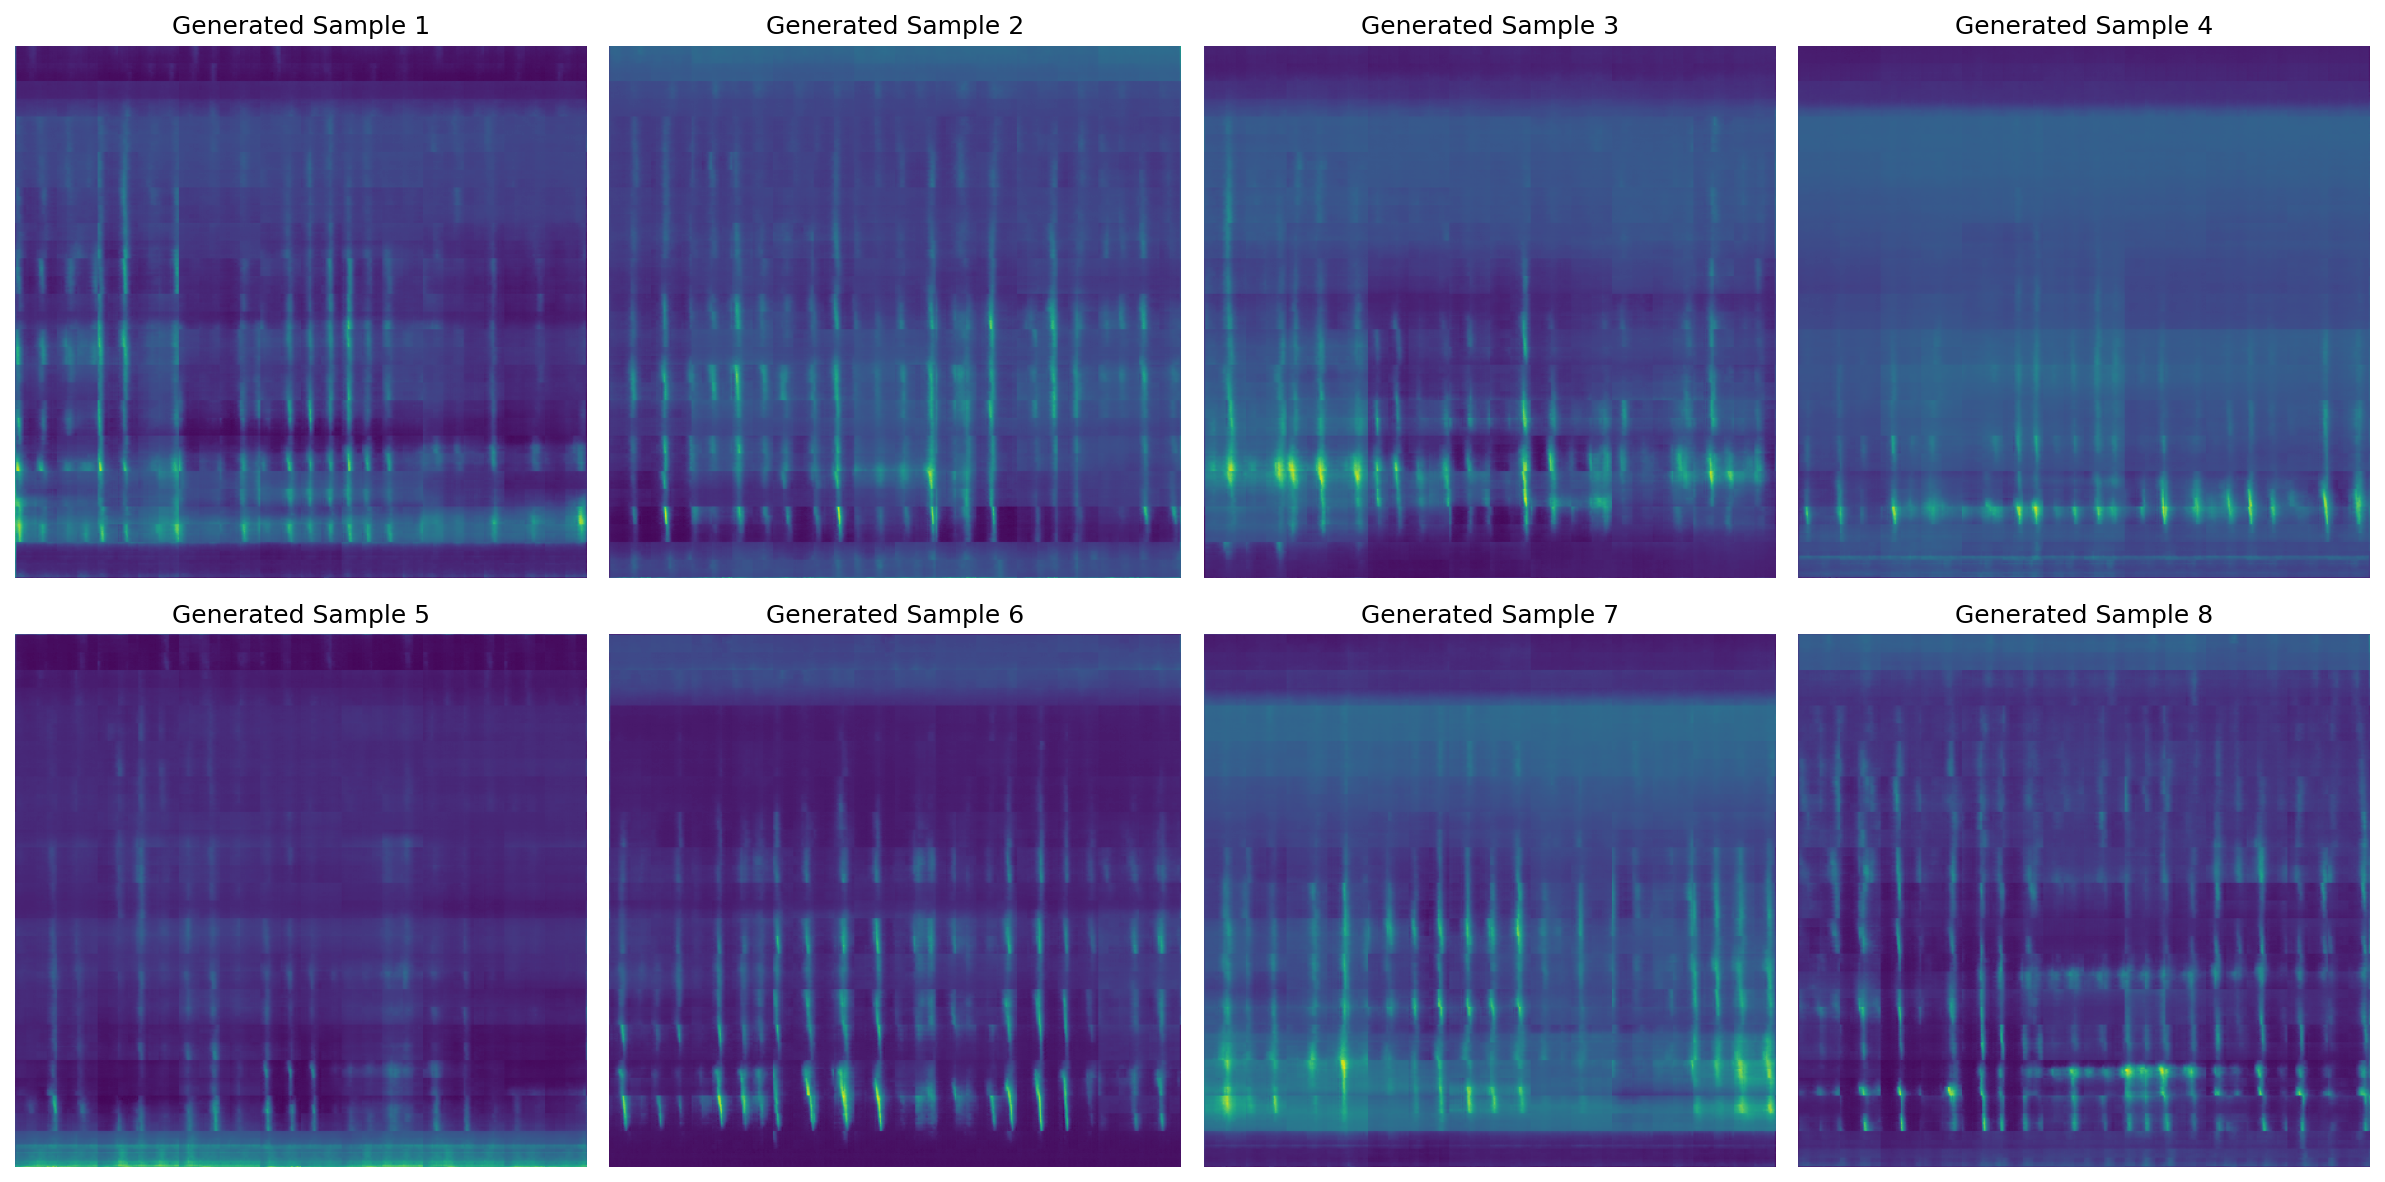 Generated Sample 1
Generated Sample 2
Generated Sample 3
Generated Sample 4
Generated Sample 5
Generated Sample 6
Generated Sample 7
Generated Sample 8